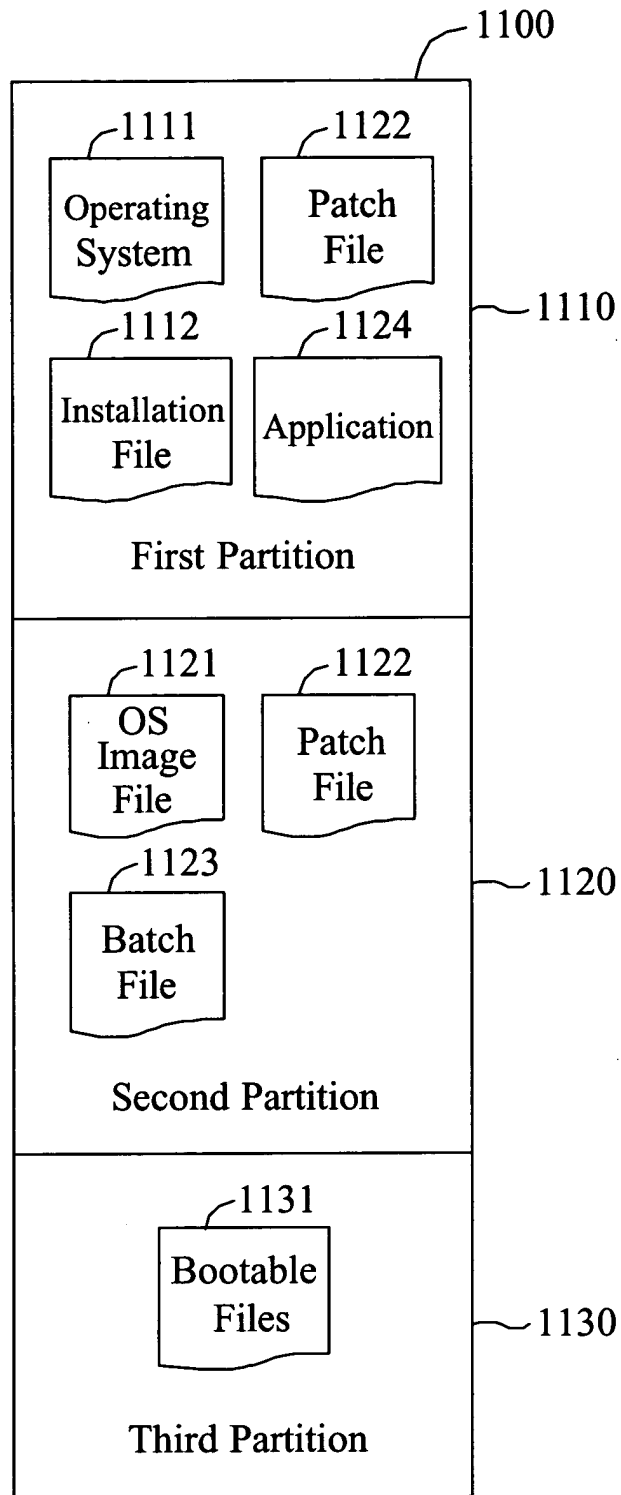 1100
1111
1122
Operating
System
Patch
File
1110
1112
1124
Installation
File
Application
First Partition
1121
1122
OS
Image
File
Patch
File
1123
1120
Batch
File
Second Partition
1131
Bootable
Files
1130
Third Partition